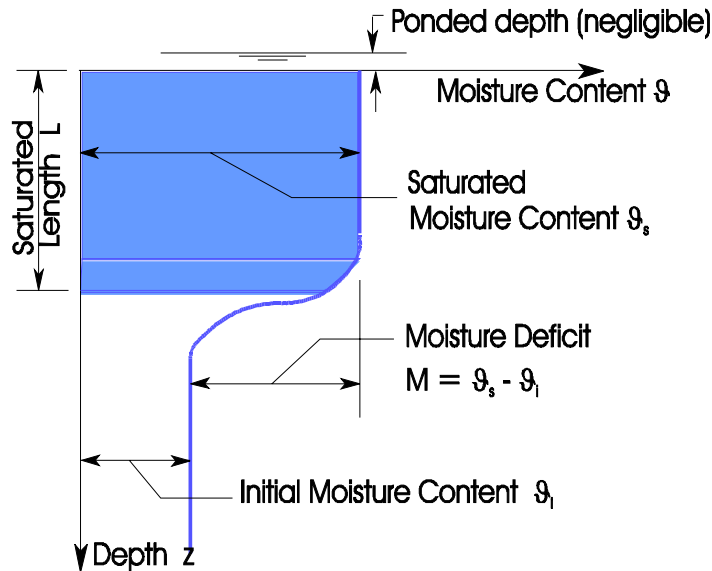 Ponded depth (negligible)
Moisture Content ϑ
Saturated
Length L
Saturated
Moisture Content ϑs
Moisture Deficit
M = ϑs - ϑi
Initial Moisture Content ϑi
Depth z